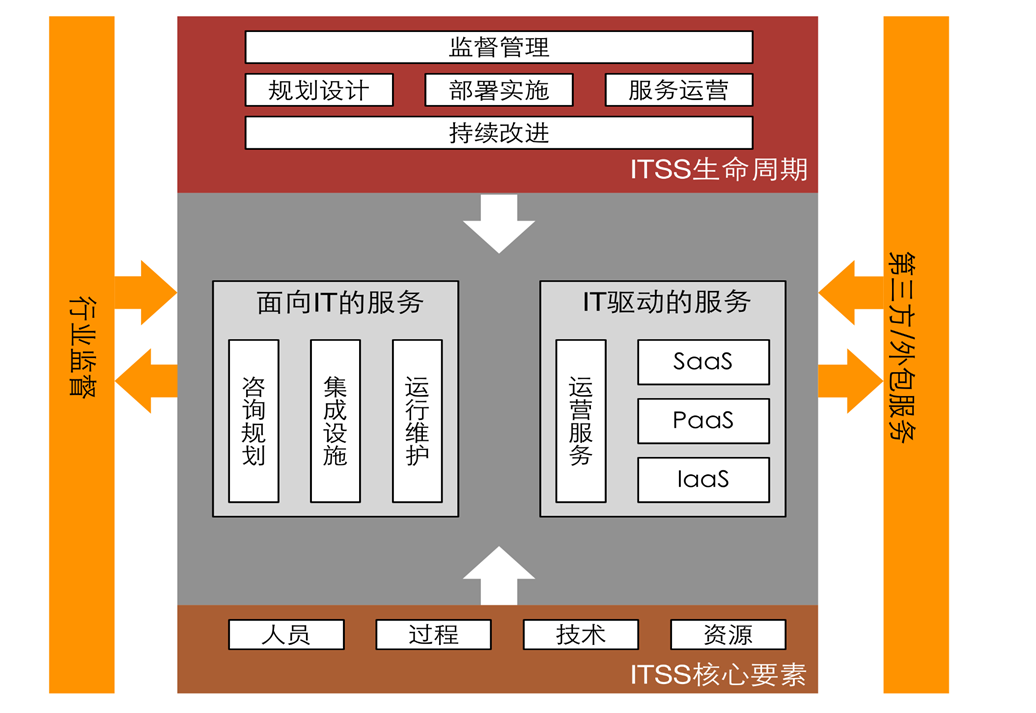 监督管理
规划设计
部署实施
服务运营
持续改进
ITSS生命周期
行业监督
面向IT的服务
咨询规划
集成设施
运行维护
IT驱动的服务
运营服务
SaaS
PaaS
IaaS
第三方/外包服务
人员
过程
技术
资源
ITSS核心要素